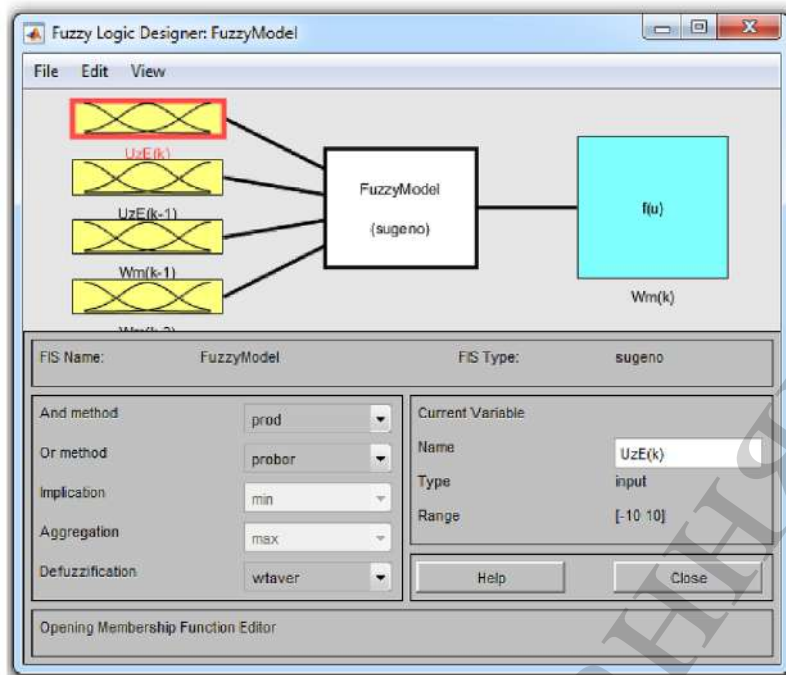 Fuzzy Logic Designer: FuzzyModel
File Edit View
UzE(k)
UzE(k-1)
Wm(k-1)
FuzzyModel
(sugeno)
f(u)
Wm(k)
FIS Name: FuzzyModel FIS Type: sugeno
And method prod
Or method probor
Implication min
Aggregation max
Defuzzification wtaver
Current Variable
Name UzE(k)
Type input
Range [-10 10]
Help Close
Opening Membership Function Editor